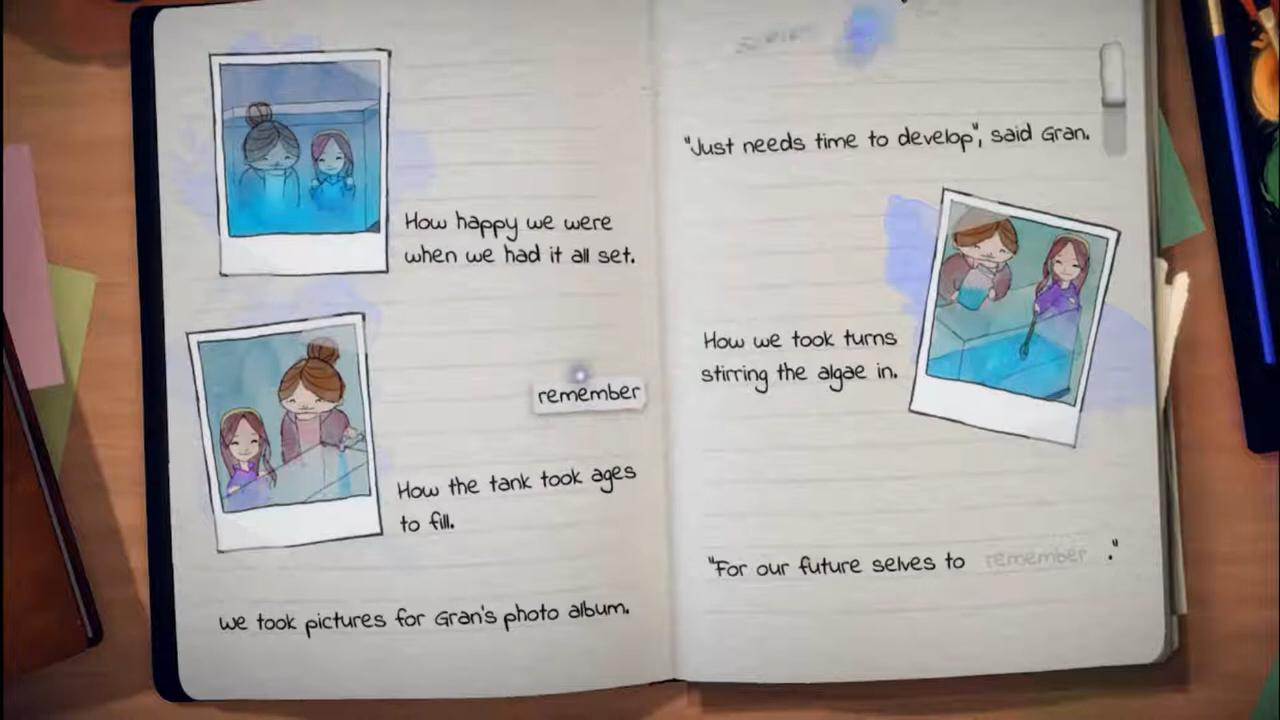 How happy we were
when we had it all set.
remember
How the tank took ages
to fill.
We took pictures for Gran's photo album.
"Just needs time to develop", said Gran.
How we took turns
stirring the algae in.
"For our future selves to remember ."